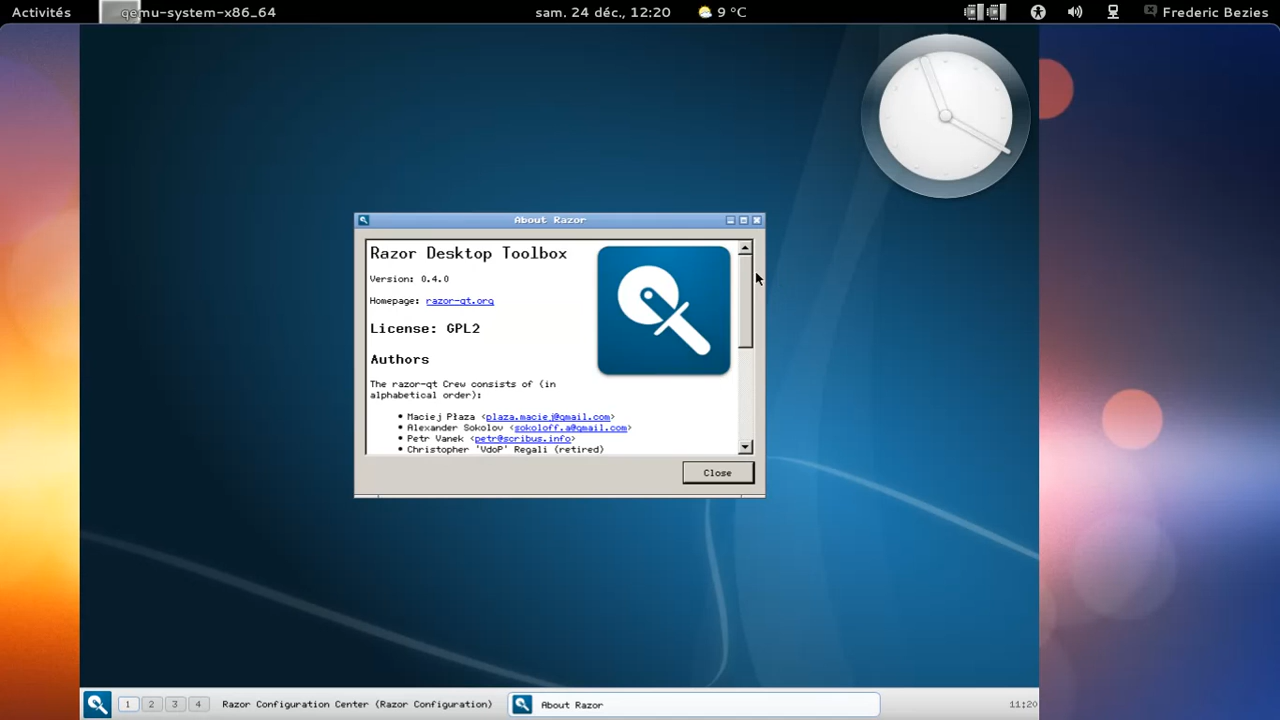 Activités
qemu-system-x86_64
sam. 24 déc., 12:20
9 °C
Frederic Bezies
About Razor
Razor Desktop Toolbox
Version: 0.4.0
Homepage: razor-qt.org
License: GPL2
Authors
The razor-qt Crew consists of (in
alphabetical order):
• Maciej Płaza <plaza.maciej@gmail.com>
• Alexander Sokolov <sokoloff.a@gmail.com>
• Petr Vanek <petr@scribus.info>
• Christopher 'VdoP' Regali (retired)
Close
1 2 3 4
Razor Configuration Center (Razor Configuration)
About Razor
11:20